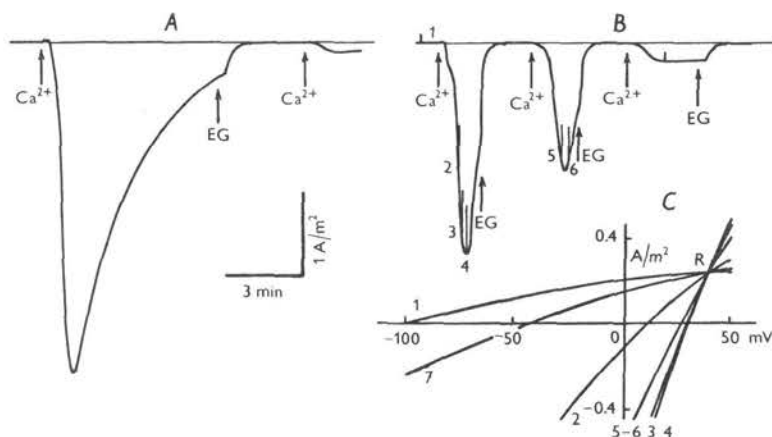 A
Ca²⁺
EG
Ca²⁺
1 A/m²
3 min
B
1
Ca²⁺
2
3
4
EG
Ca²⁺
5
6
EG
Ca²⁺
EG
C
0.4
A/m²
R
1
-100
-50
0
50
mV
7
2
-0.4
5-6 3 4